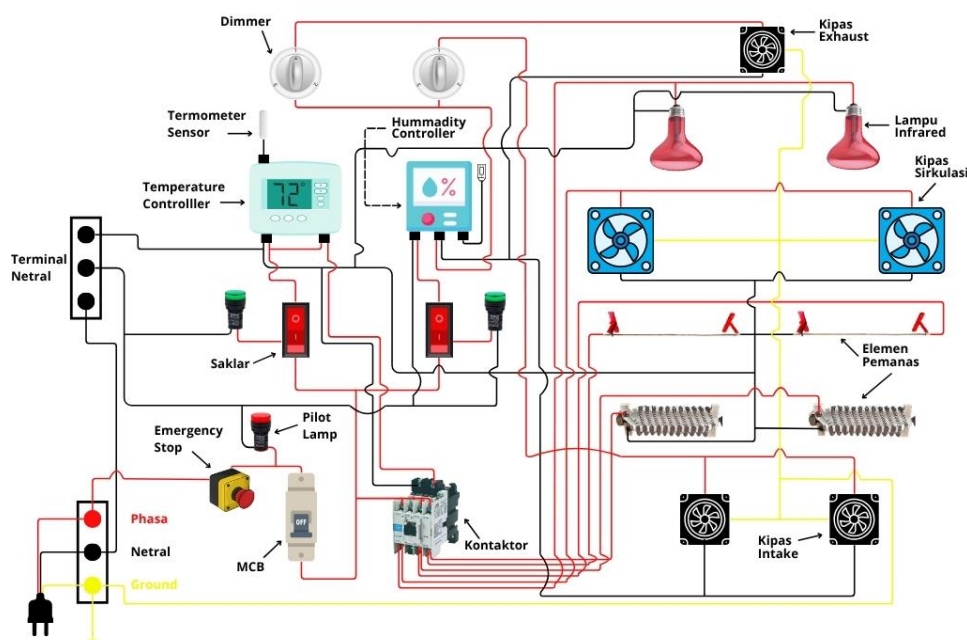 Dimmer
Kipas
Exhaust
Termometer
Sensor
Hummadity
Controller
Lampu
Infrared
Kipas
Sirkulasi
Temperature
Controlller
72°
%
Terminal
Netral
Saklar
Elemen
Pemanas
Pilot
Lamp
Emergency
Stop
OFF
Phasa
Netral
Ground
MCB
Kontaktor
Kipas
Intake